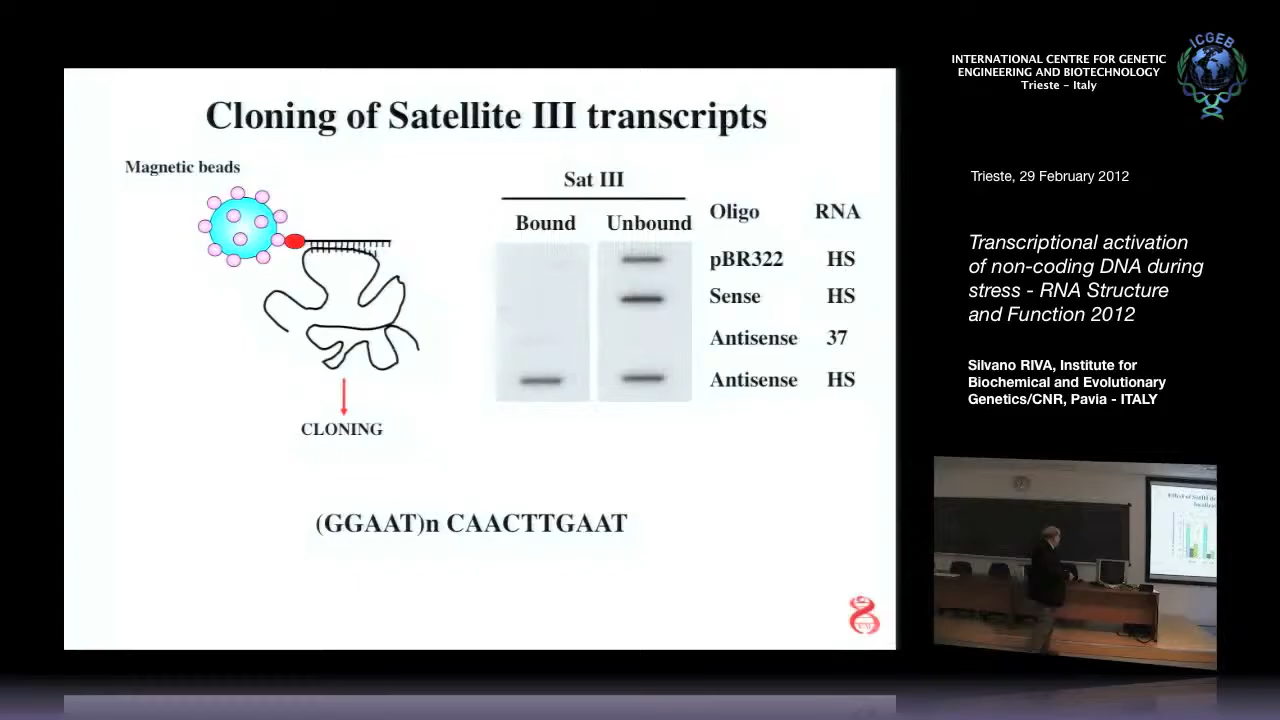 Cloning of Satellite III transcripts
Magnetic beads
Sat III
Bound Unbound Oligo RNA
pBR322 HS
Sense HS
Antisense 37
Antisense HS
CLONING
(GGAAT)n CAACTTGAAT
INTERNATIONAL CENTRE FOR GENETIC
ENGINEERING AND BIOTECHNOLOGY
Trieste - Italy
ICGEB
Trieste, 29 February 2012
Transcriptional activation
of non-coding DNA during
stress - RNA Structure
and Function 2012
Silvano RIVA, Institute for
Biochemical and Evolutionary
Genetics/CNR, Pavia - ITALY